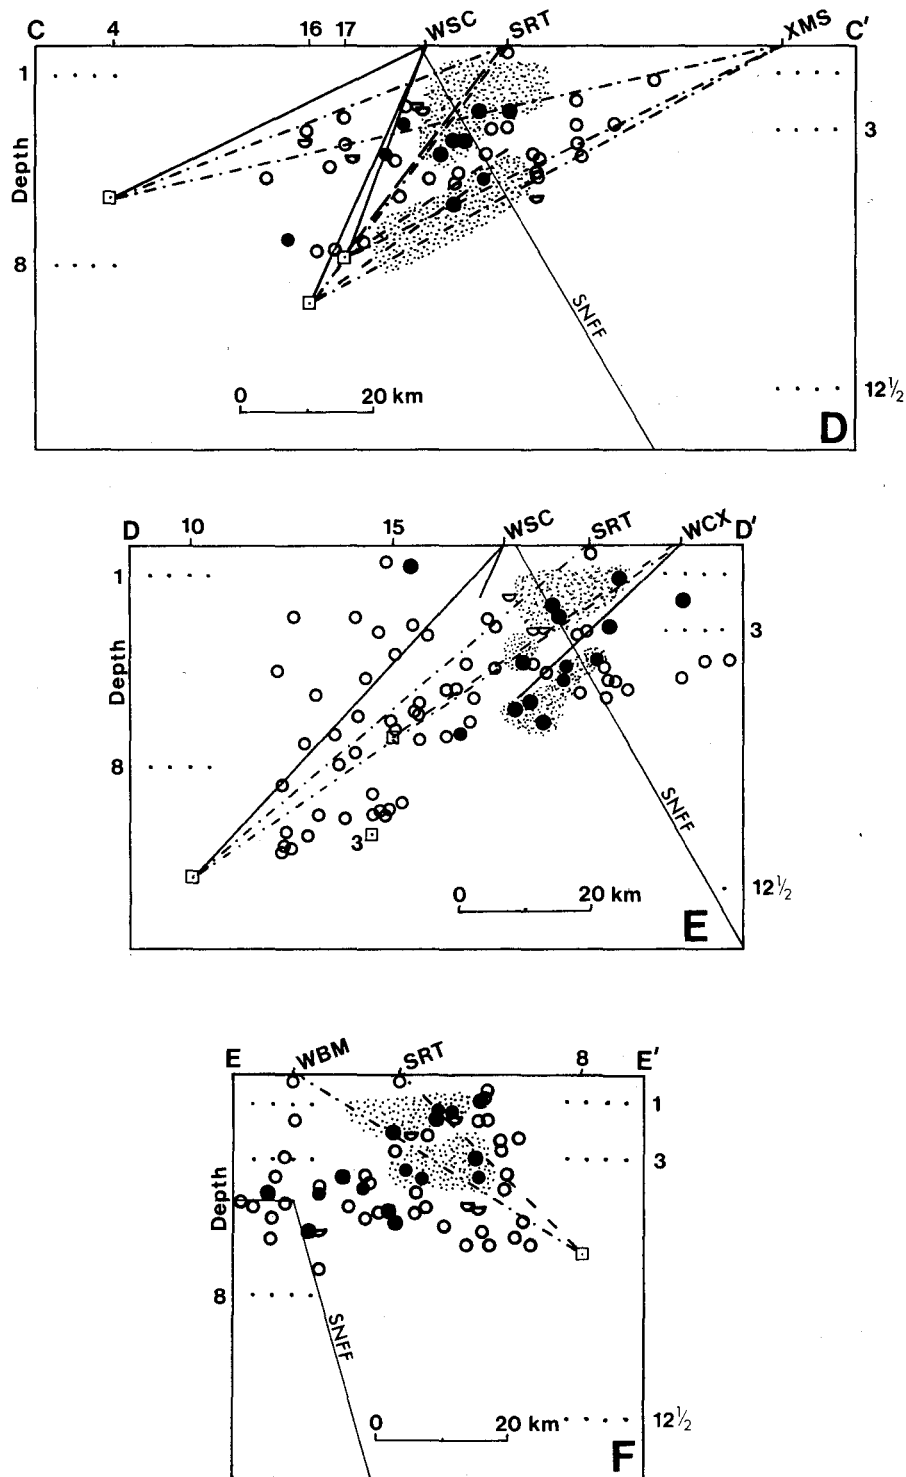 C 4 16 17 WSC SRT XMS C′
1
3
Depth
8
SNFF
0 20 km
12½
D
D 10 15 WSC SRT WCX D′
1
3
Depth
8
SNFF
3
12½
0 20 km
E
E WBM SRT 8 E′
1
3
Depth
8
SNFF
0 20 km
12½
F